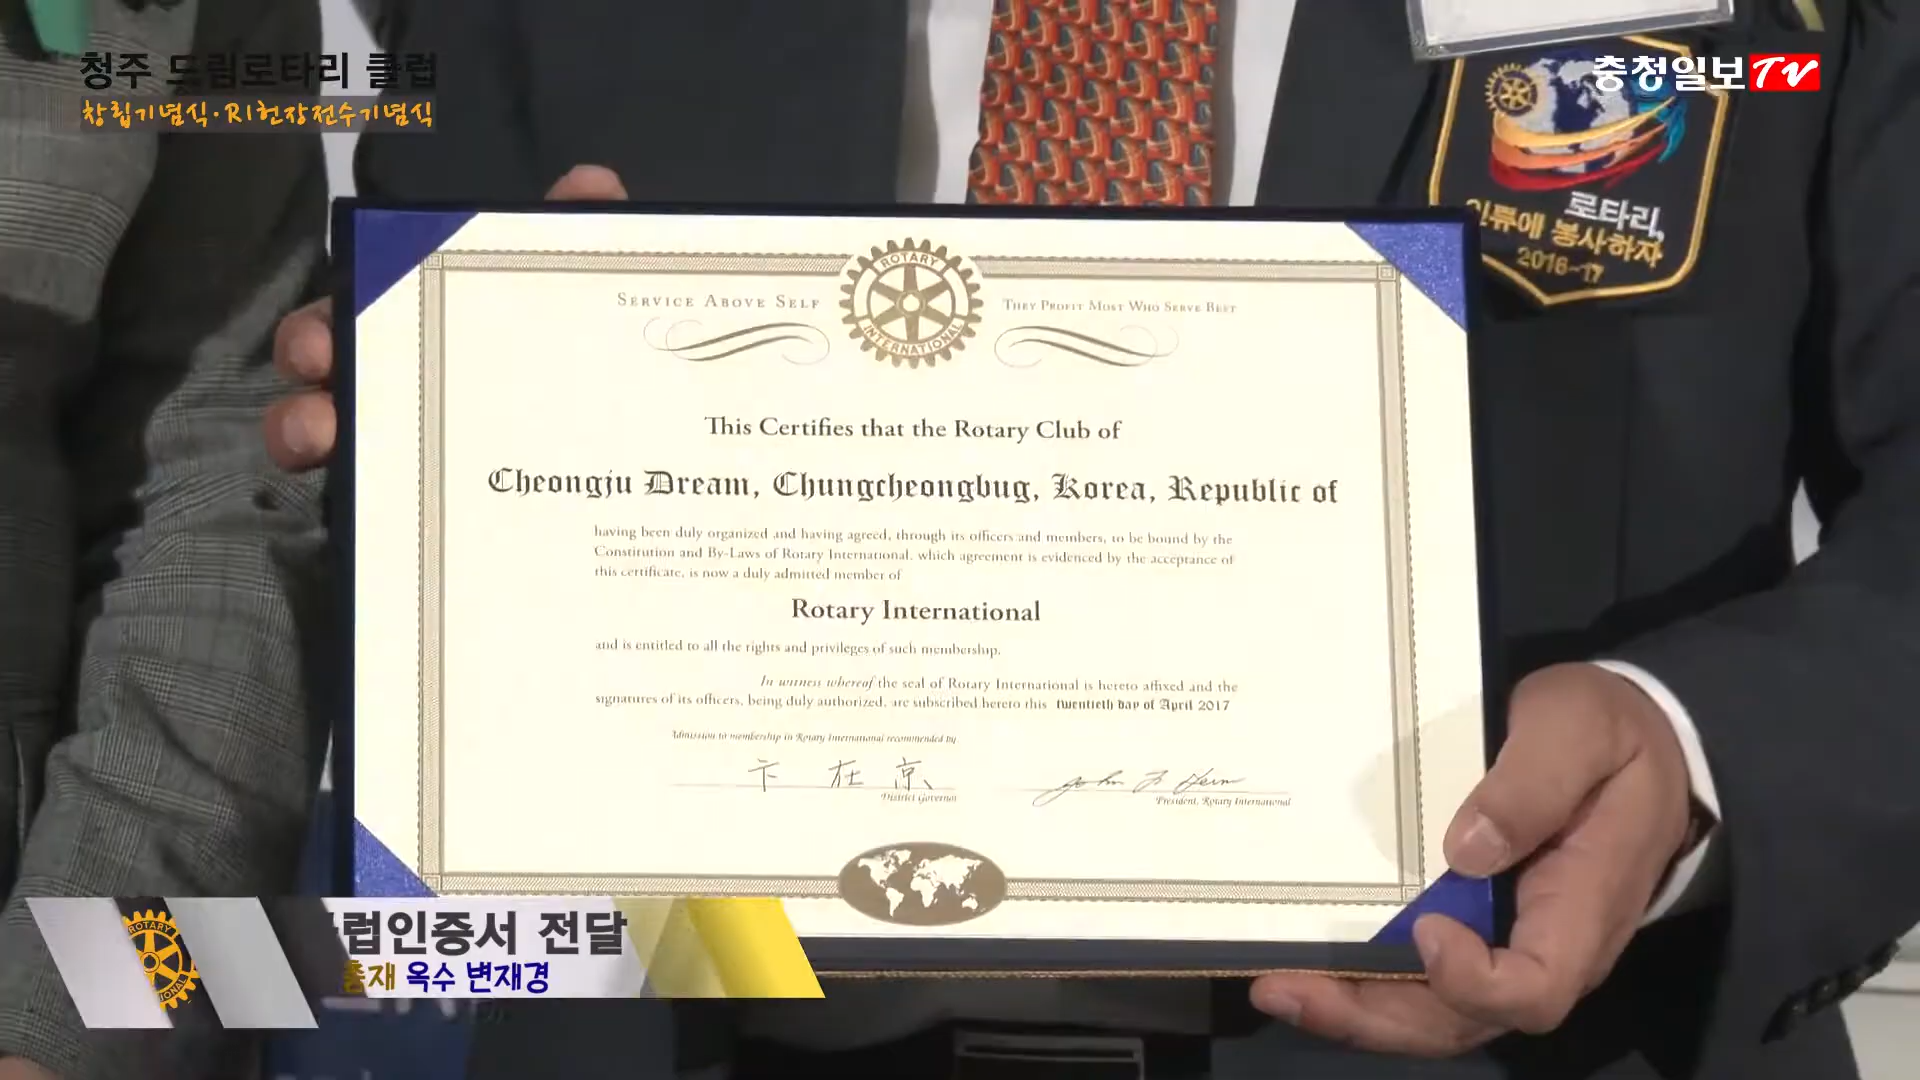 청주 드림로타리 클럽
창립기념식·RI헌장전수기념식
충청일보TV
로타리,
인류에 봉사하자
2016-17
ROTARY
INTERNATIONAL
SERVICE ABOVE SELF
THEY PROFIT MOST WHO SERVE BEST
This Certifies that the Rotary Club of
Cheongju Dream, Chungcheongbug, Korea, Republic of
having been duly organized and having agreed, through its officers and members, to be bound by the
Constitution and By-Laws of Rotary International, which agreement is evidenced by the acceptance of
this certificate, is now a duly admitted member of
Rotary International
and is entitled to all the rights and privileges of such membership.
In witness whereof the seal of Rotary International is hereto affixed and the
signatures of its officers, being duly authorized, are subscribed hereto this twentieth day of April 2017
Admission to membership in Rotary International recommended by
卞 在 京
John F Germ
District Governor
President, Rotary International
럽인증서 전달
총재 옥수 변재경
ROTARY